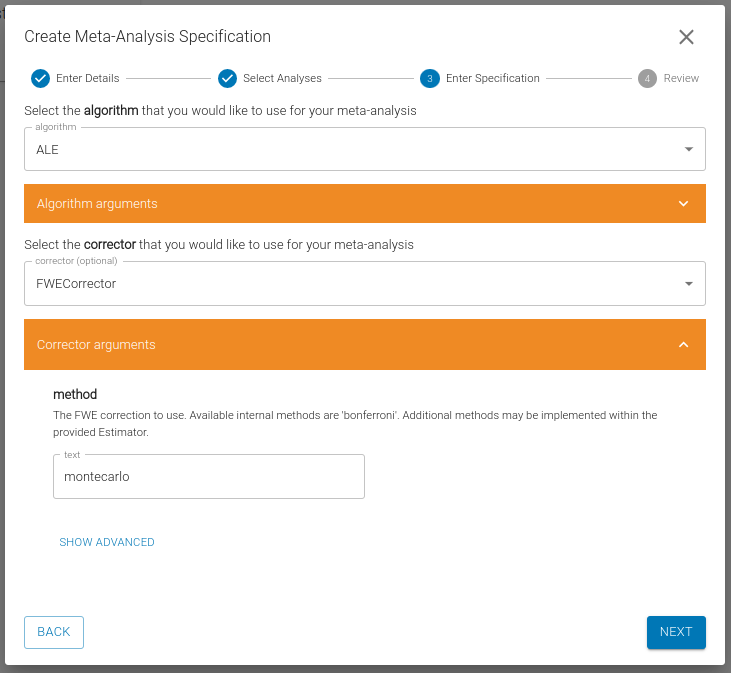 Create Meta-Analysis Specification
Enter Details
Select Analyses
3 Enter Specification
4 Review
Select the algorithm that you would like to use for your meta-analysis
algorithm
ALE
Algorithm arguments
Select the corrector that you would like to use for your meta-analysis
corrector (optional)
FWECorrector
Corrector arguments
method
The FWE correction to use. Available internal methods are 'bonferroni'. Additional methods may be implemented within the
provided Estimator.
text
montecarlo
SHOW ADVANCED
BACK
NEXT